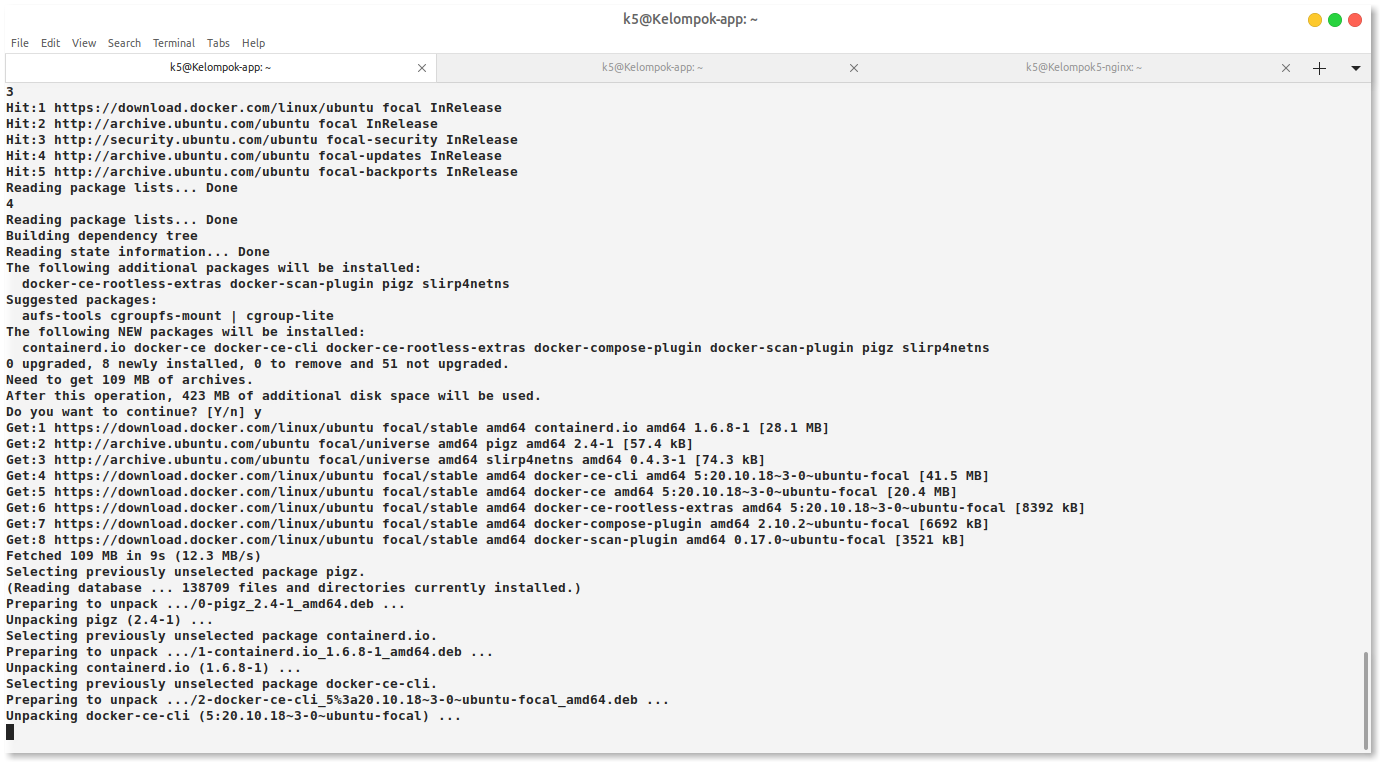 k5@Kelompok-app: ~
File Edit View Search Terminal Tabs Help
k5@Kelompok-app: ~ k5@Kelompok-app: ~ k5@Kelompok5-nginx: ~
3
Hit:1 https://download.docker.com/linux/ubuntu focal InRelease
Hit:2 http://archive.ubuntu.com/ubuntu focal InRelease
Hit:3 http://security.ubuntu.com/ubuntu focal-security InRelease
Hit:4 http://archive.ubuntu.com/ubuntu focal-updates InRelease
Hit:5 http://archive.ubuntu.com/ubuntu focal-backports InRelease
Reading package lists... Done
4
Reading package lists... Done
Building dependency tree
Reading state information... Done
The following additional packages will be installed:
  docker-ce-rootless-extras docker-scan-plugin pigz slirp4netns
Suggested packages:
  aufs-tools cgroupfs-mount | cgroup-lite
The following NEW packages will be installed:
  containerd.io docker-ce docker-ce-cli docker-ce-rootless-extras docker-compose-plugin docker-scan-plugin pigz slirp4netns
0 upgraded, 8 newly installed, 0 to remove and 51 not upgraded.
Need to get 109 MB of archives.
After this operation, 423 MB of additional disk space will be used.
Do you want to continue? [Y/n] y
Get:1 https://download.docker.com/linux/ubuntu focal/stable amd64 containerd.io amd64 1.6.8-1 [28.1 MB]
Get:2 http://archive.ubuntu.com/ubuntu focal/universe amd64 pigz amd64 2.4-1 [57.4 kB]
Get:3 http://archive.ubuntu.com/ubuntu focal/universe amd64 slirp4netns amd64 0.4.3-1 [74.3 kB]
Get:4 https://download.docker.com/linux/ubuntu focal/stable amd64 docker-ce-cli amd64 5:20.10.18~3-0~ubuntu-focal [41.5 MB]
Get:5 https://download.docker.com/linux/ubuntu focal/stable amd64 docker-ce amd64 5:20.10.18~3-0~ubuntu-focal [20.4 MB]
Get:6 https://download.docker.com/linux/ubuntu focal/stable amd64 docker-ce-rootless-extras amd64 5:20.10.18~3-0~ubuntu-focal [8392 kB]
Get:7 https://download.docker.com/linux/ubuntu focal/stable amd64 docker-compose-plugin amd64 2.10.2~ubuntu-focal [6692 kB]
Get:8 https://download.docker.com/linux/ubuntu focal/stable amd64 docker-scan-plugin amd64 0.17.0~ubuntu-focal [3521 kB]
Fetched 109 MB in 9s (12.3 MB/s)
Selecting previously unselected package pigz.
(Reading database ... 138709 files and directories currently installed.)
Preparing to unpack .../0-pigz_2.4-1_amd64.deb ...
Unpacking pigz (2.4-1) ...
Selecting previously unselected package containerd.io.
Preparing to unpack .../1-containerd.io_1.6.8-1_amd64.deb ...
Unpacking containerd.io (1.6.8-1) ...
Selecting previously unselected package docker-ce-cli.
Preparing to unpack .../2-docker-ce-cli_5%3a20.10.18~3-0~ubuntu-focal_amd64.deb ...
Unpacking docker-ce-cli (5:20.10.18~3-0~ubuntu-focal) ...